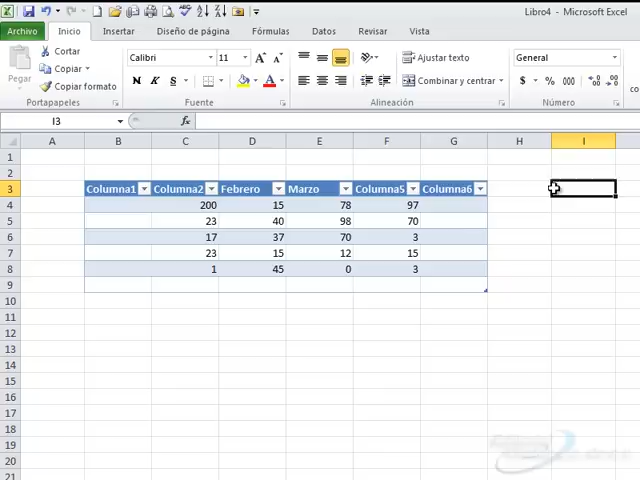 Libro4 - Microsoft Excel
Archivo Inicio Insertar Diseño de página Fórmulas Datos Revisar Vista
Cortar
Copiar
Copiar formato
Pegar
Calibri 11
N K S
Ajustar texto
Combinar y centrar
General
$ % 000
Portapapeles Fuente Alineación Número
I3 fx
A B C D E F G H I
1
2
3 Columna1 Columna2 Febrero Marzo Columna5 Columna6
4 200 15 78 97
5 23 40 98 70
6 17 37 70 3
7 23 15 12 15
8 1 45 0 3
9
10
11
12
13
14
15
16
17
18
19
20
21